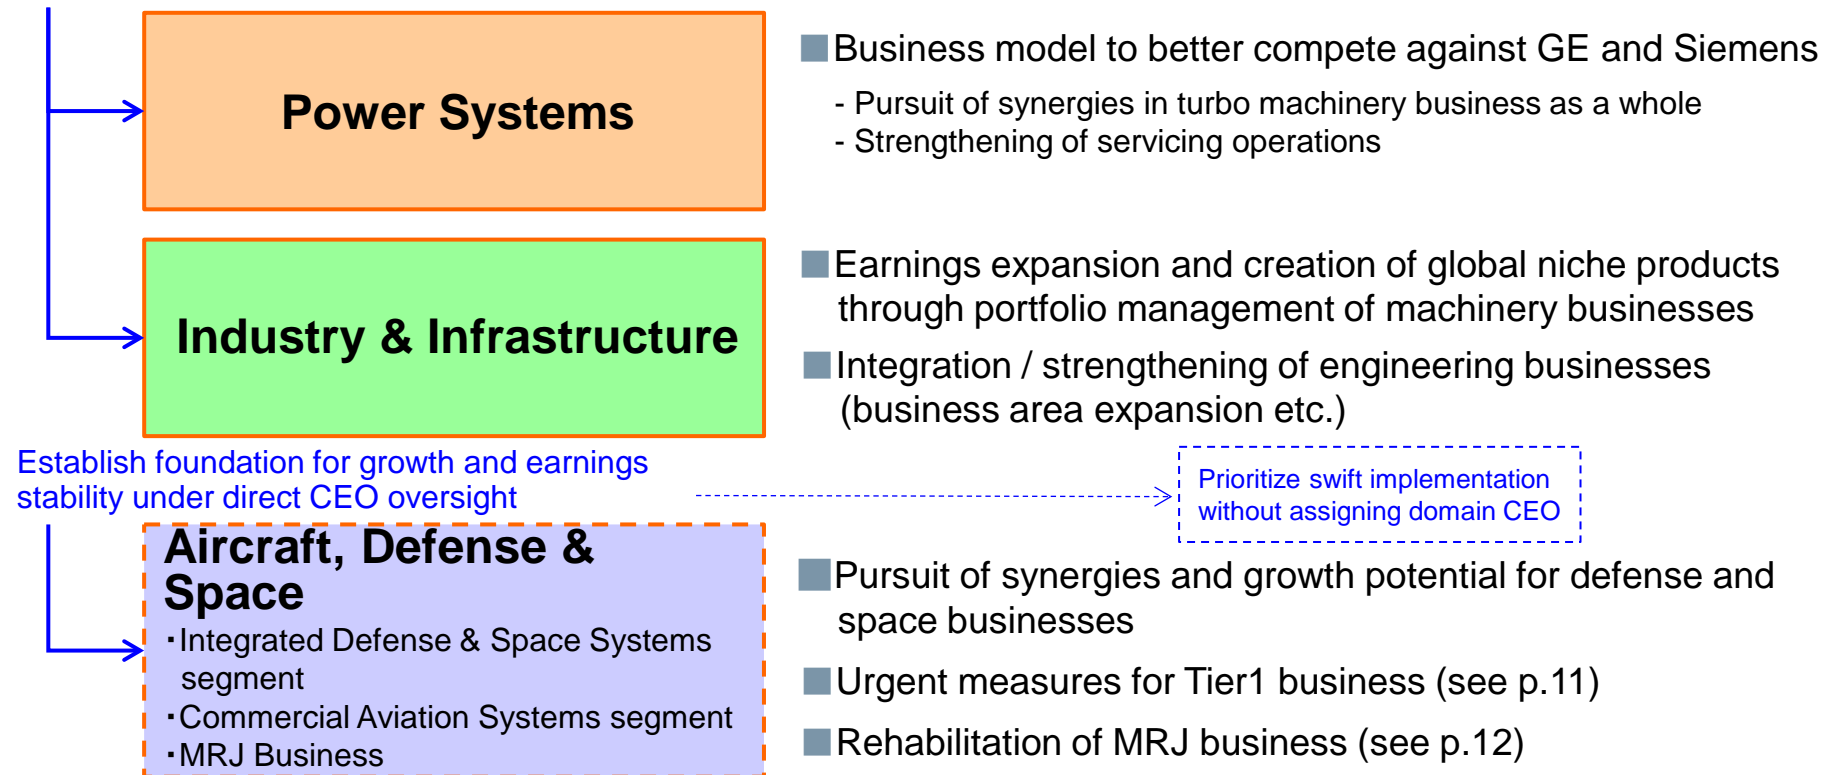 Power Systems
■Business model to better compete against GE and Siemens
- Pursuit of synergies in turbo machinery business as a whole
- Strengthening of servicing operations
Industry & Infrastructure
■Earnings expansion and creation of global niche products
through portfolio management of machinery businesses
■Integration / strengthening of engineering businesses
(business area expansion etc.)
Establish foundation for growth and earnings
stability under direct CEO oversight
Prioritize swift implementation
without assigning domain CEO
Aircraft, Defense &
Space
・Integrated Defense & Space Systems
segment
・Commercial Aviation Systems segment
・MRJ Business
■Pursuit of synergies and growth potential for defense and
space businesses
■Urgent measures for Tier1 business (see p.11)
■Rehabilitation of MRJ business (see p.12)